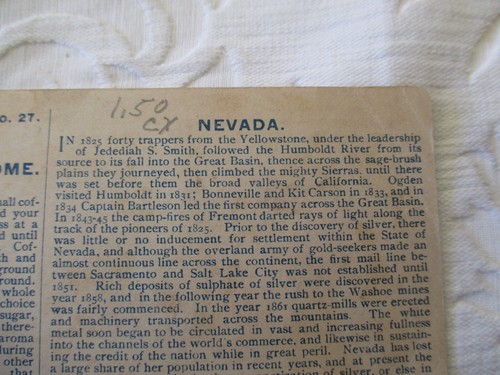 o. 27.
OME.
all cof-
d your
ss at a
d until
Cof-
th and
ground
round.
whole
choice
sugar,
there-
aroma
during
other
that
1.50
CX
NEVADA.
IN 1825 forty trappers from the Yellowstone, under the leadership
of Jedediah S. Smith, followed the Humboldt River from its
source to its fall into the Great Basin, thence across the sage-brush
plains they journeyed, then climbed the mighty Sierras, until there
was set before them the broad valleys of California. Ogden
visited Humboldt in 1831; Bonneville and Kit Carson in 1833, and in
1834 Captain Bartleson led the first company across the Great Basin.
In 1843-45 the camp-fires of Fremont darted rays of light along the
track of the pioneers of 1825. Prior to the discovery of silver, there
was little or no inducement for settlement within the State of
Nevada, and although the overland army of gold-seekers made an
almost continuous line across the continent, the first mail line be-
tween Sacramento and Salt Lake City was not established until
1851. Rich deposits of sulphate of silver were discovered in the
year 1858, and in the following year the rush to the Washoe mines
was fairly commenced. In the year 1861 quartz-mills were erected
and machinery transported across the mountains. The white
metal soon began to be circulated in vast and increasing fullness
into the channels of the world's commerce, and likewise in sustain-
ing the credit of the nation while in great peril. Nevada has lost
a large share of her population in recent years, and at present the
of silver, or in